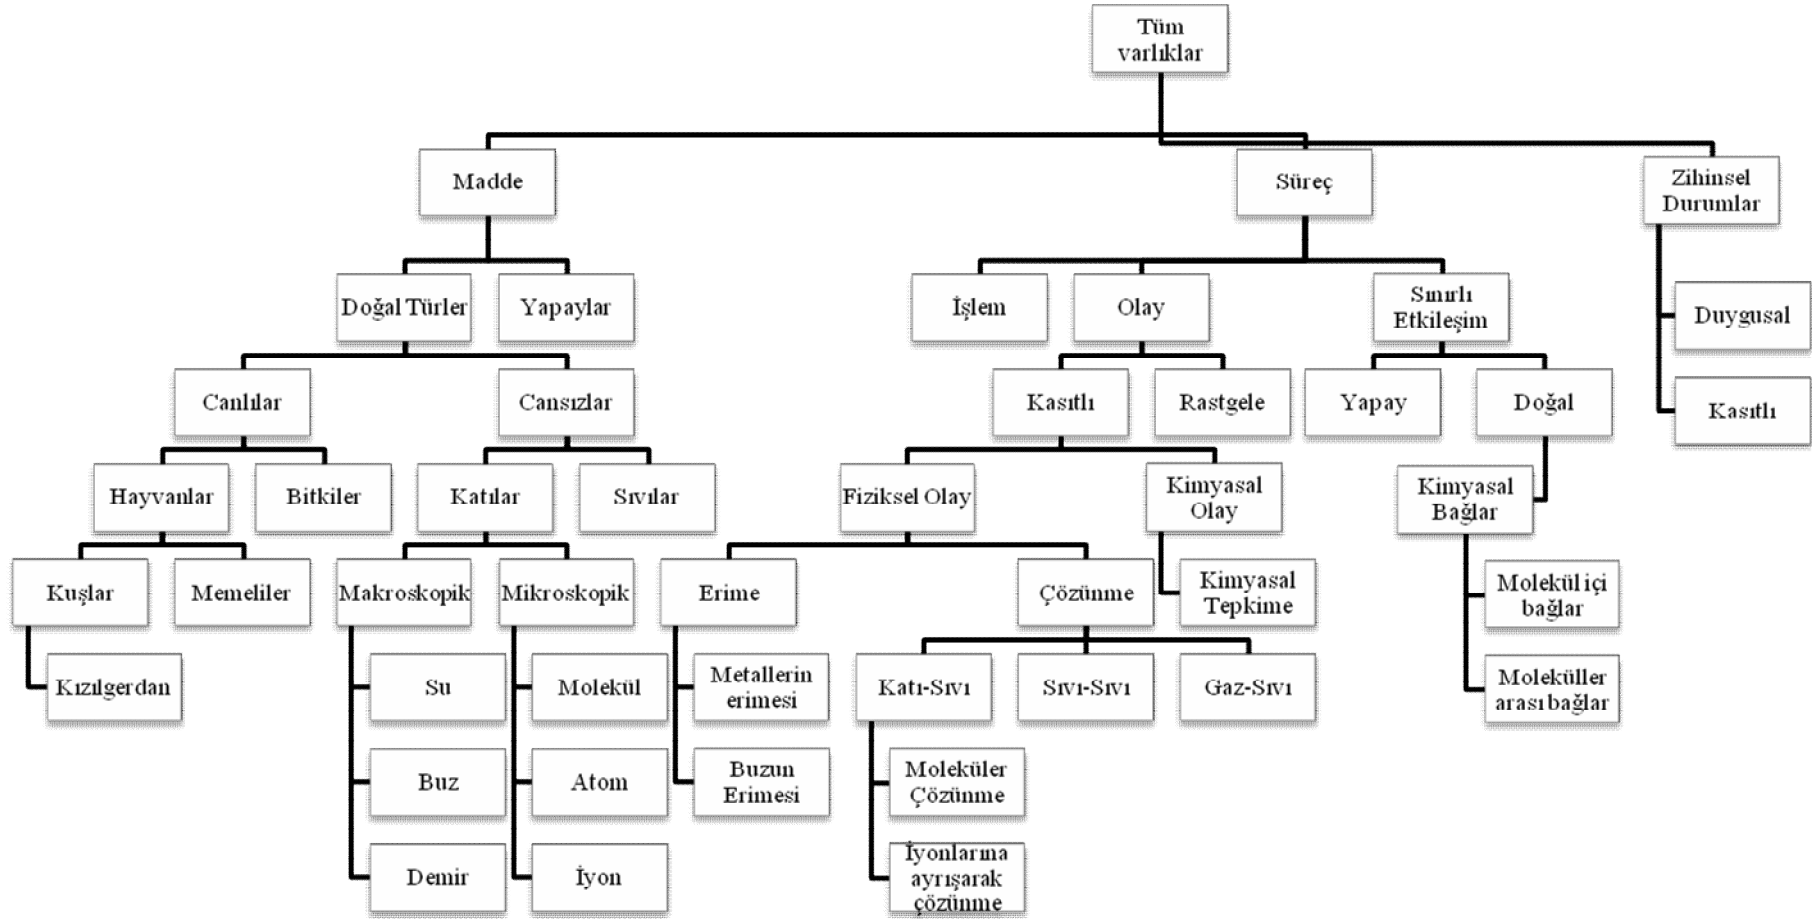 Tüm
varlıklar
Madde
Süreç
Zihinsel
Durumlar
Doğal Türler
Yapaylar
İşlem
Olay
Sınırlı
Etkileşim
Duygusal
Canlılar
Cansızlar
Kasıtlı
Rastgele
Yapay
Doğal
Kasıtlı
Hayvanlar
Bitkiler
Katılar
Sıvılar
Fiziksel Olay
Kimyasal
Olay
Kimyasal
Bağlar
Kuşlar
Memeliler
Makroskopik
Mikroskopik
Erime
Çözünme
Kimyasal
Tepkime
Molekül içi
bağlar
Kızılgerdan
Su
Molekül
Metallerin
erimesi
Katı-Sıvı
Sıvı-Sıvı
Gaz-Sıvı
Moleküller
arası bağlar
Buz
Atom
Buzun
Erimesi
Moleküler
Çözünme
Demir
İyon
İyonlarına
ayrışarak
çözünme